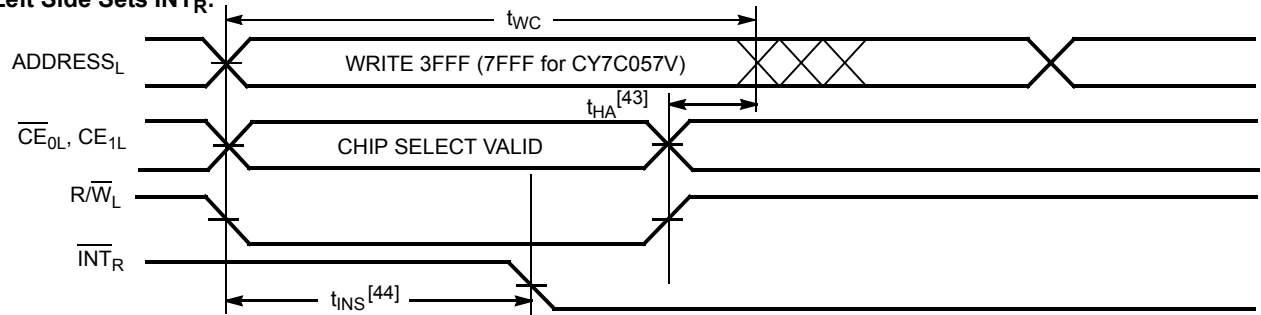 Left Side Sets INTR:
tWC
ADDRESSL
WRITE 3FFF (7FFF for CY7C057V)
tHA[43]
CE0L, CE1L
CHIP SELECT VALID
R/WL
INTR
tINS[44]